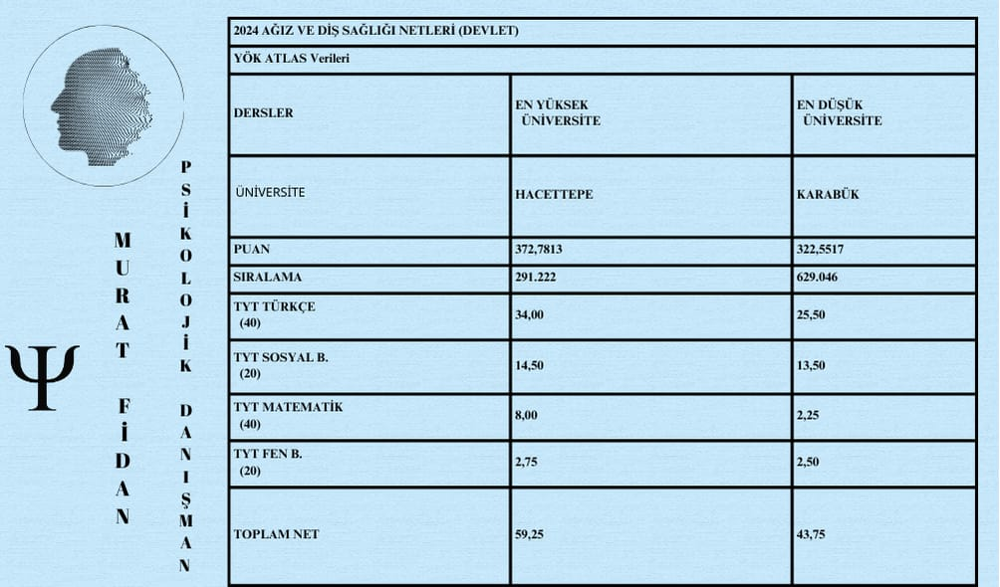 Ψ
MURAT FİDAN
PSİKOLOJİK DANIŞMAN
2024 AĞIZ VE DİŞ SAĞLIĞI NETLERİ (DEVLET)
YÖK ATLAS Verileri
DERSLER
EN YÜKSEK
ÜNİVERSİTE
EN DÜŞÜK
ÜNİVERSİTE
ÜNİVERSİTE
HACETTEPE
KARABÜK
PUAN
372,7813
322,5517
SIRALAMA
291.222
629.046
TYT TÜRKÇE
(40)
34,00
25,50
TYT SOSYAL B.
(20)
14,50
13,50
TYT MATEMATİK
(40)
8,00
2,25
TYT FEN B.
(20)
2,75
2,50
TOPLAM NET
59,25
43,75